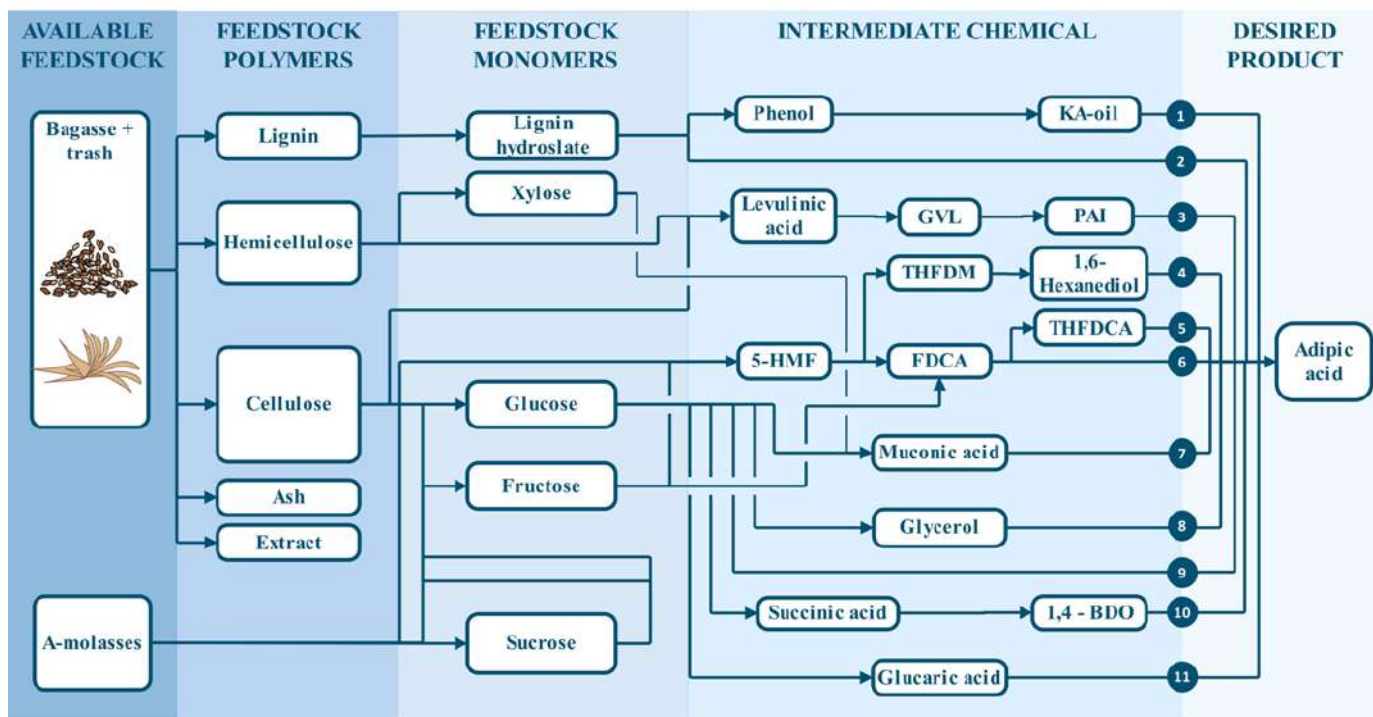 AVAILABLE
FEEDSTOCK
FEEDSTOCK
POLYMERS
FEEDSTOCK
MONOMERS
INTERMEDIATE CHEMICAL
DESIRED
PRODUCT
Bagasse +
trash
Lignin
Lignin
hydroslate
Phenol
KA-oil
1
2
Xylose
Hemicellulose
Levulinic
acid
GVL
PAI
3
THFDM
1,6-
Hexanediol
4
THFDCA
5
5-HMF
FDCA
6
Adipic
acid
Cellulose
Glucose
Muconic acid
7
Fructose
Ash
Glycerol
8
Extract
9
Succinic acid
1,4 - BDO
10
A-molasses
Sucrose
Glucaric acid
11